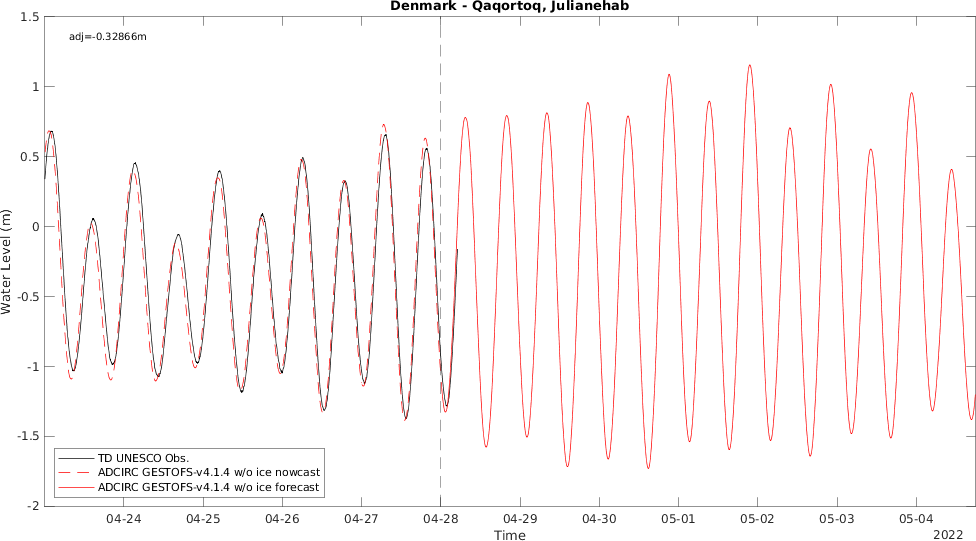 Denmark - Qaqortoq, Julianehab
adj=-0.32866m
1.5
1
0.5
0
-0.5
-1
-1.5
-2
Water Level (m)
TD UNESCO Obs.
ADCIRC GESTOFS-v4.1.4 w/o ice nowcast
ADCIRC GESTOFS-v4.1.4 w/o ice forecast
04-24 04-25 04-26 04-27 04-28 04-29 04-30 05-01 05-02 05-03 05-04
Time
2022